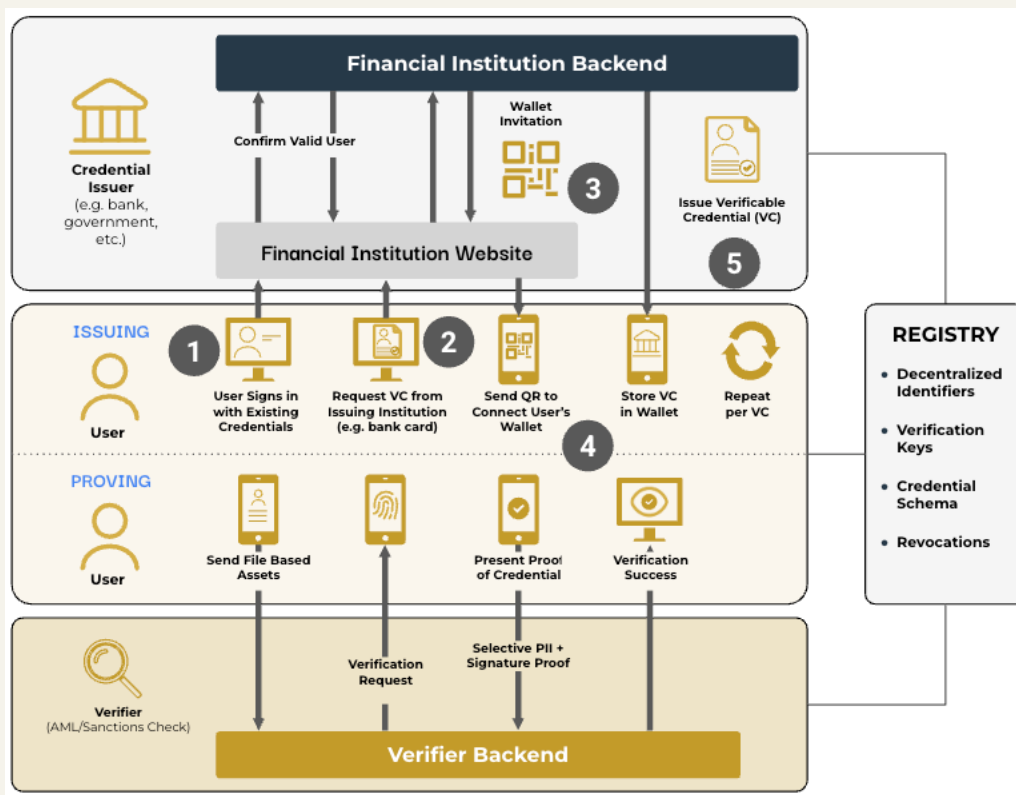 Financial Institution Backend
Credential
Issuer
(e.g. bank,
government,
etc.)
Confirm Valid User
Wallet
Invitation
3
Issue Verifiable
Credential (VC)
5
Financial Institution Website
ISSUING
User
1
User Signs in
with Existing
Credentials
2
Request VC from
Issuing Institution
(e.g. bank card)
Send QR to
Connect User's
Wallet
4
Store VC
in Wallet
Repeat
per VC
PROVING
User
Send File Based
Assets
Present Proof
of Credential
Verification
Success
Verifier
(AML/Sanctions Check)
Verification
Request
Selective PII +
Signature Proof
Verifier Backend
REGISTRY
• Decentralized
Identifiers
• Verification
Keys
• Credential
Schema
• Revocations